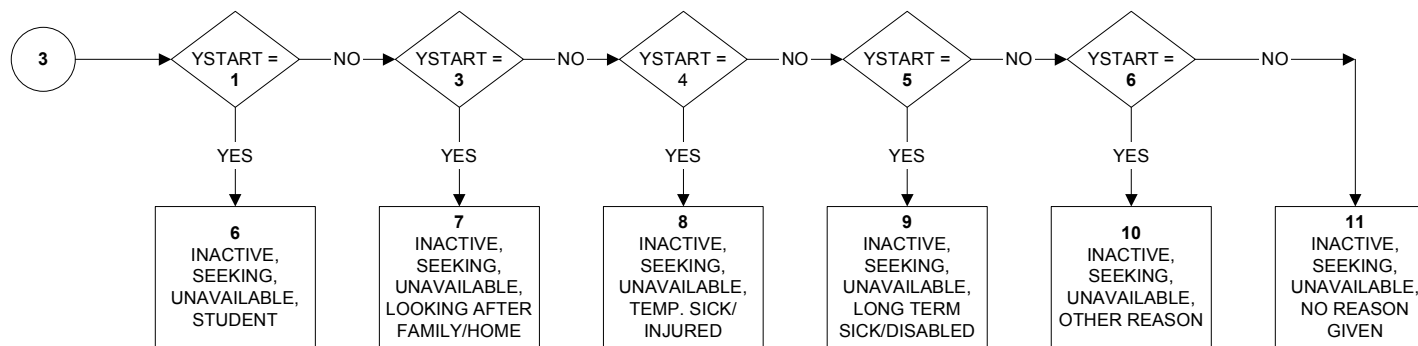 3
YSTART =
1
NO
YSTART =
3
NO
YSTART =
4
NO
YSTART =
5
NO
YSTART =
6
NO
YES
YES
YES
YES
YES
6
INACTIVE,
SEEKING,
UNAVAILABLE,
STUDENT
7
INACTIVE,
SEEKING,
UNAVAILABLE,
LOOKING AFTER
FAMILY/HOME
8
INACTIVE,
SEEKING,
UNAVAILABLE,
TEMP. SICK/
INJURED
9
INACTIVE,
SEEKING,
UNAVAILABLE,
LONG TERM
SICK/DISABLED
10
INACTIVE,
SEEKING,
UNAVAILABLE,
OTHER REASON
11
INACTIVE,
SEEKING,
UNAVAILABLE,
NO REASON
GIVEN